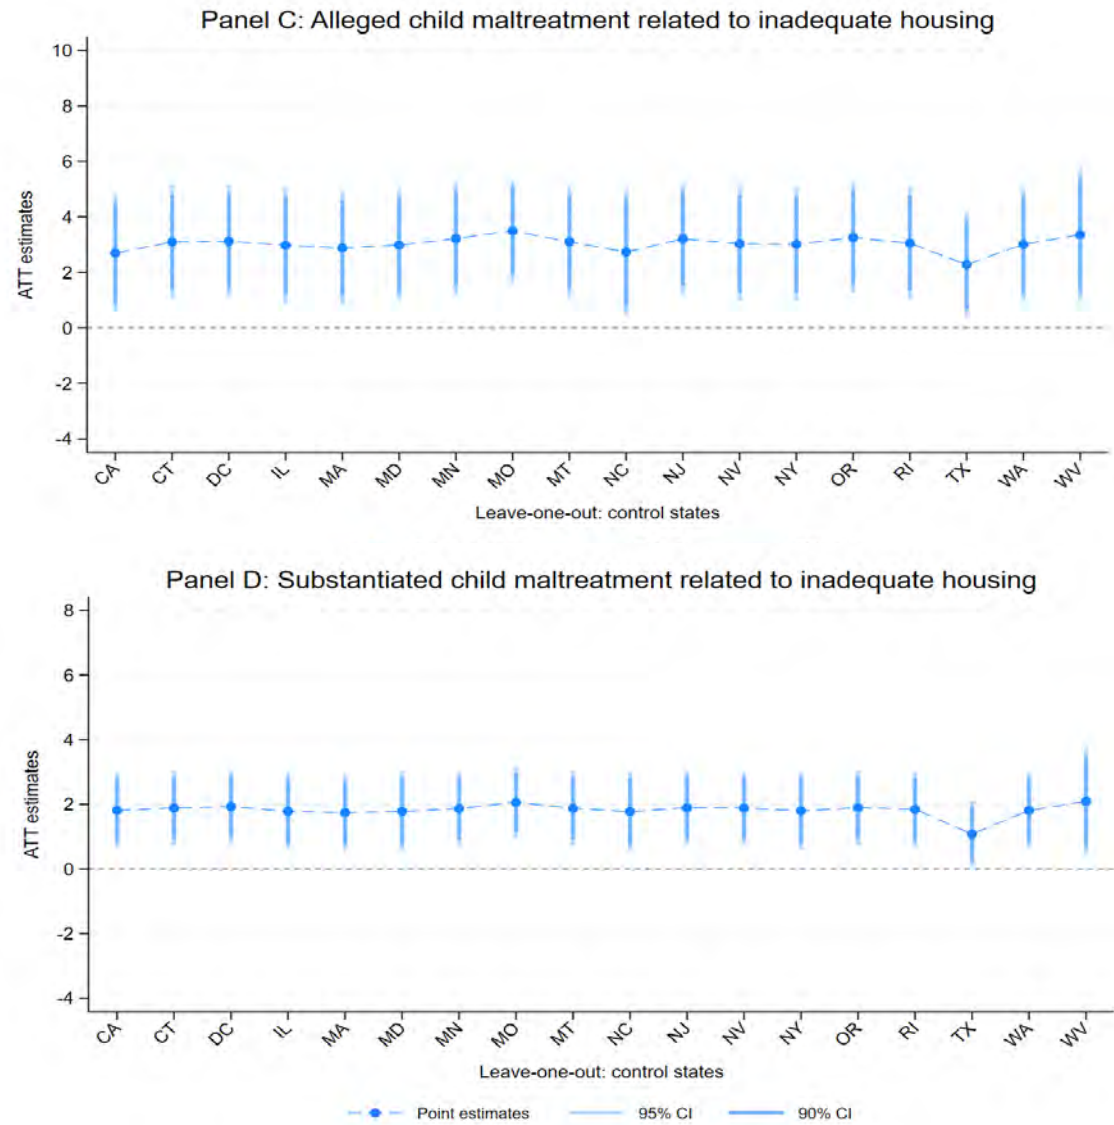 Panel C: Alleged child maltreatment related to inadequate housing
10
8
6
4
2
0
-2
-4
ATT estimates
CA CT DC IL MA MD MN MO MT NC NJ NV NY OR RI TX WA WV
Leave-one-out: control states
Panel D: Substantiated child maltreatment related to inadequate housing
8
6
4
2
0
-2
-4
ATT estimates
CA CT DC IL MA MD MN MO MT NC NJ NV NY OR RI TX WA WV
Leave-one-out: control states
Point estimates 95% CI 90% CI